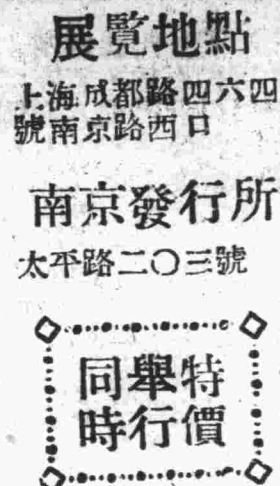 展覽地點
上海成都路四六四
號南京路西口
南京發行所
太平路二〇三號
特價
舉行
同時